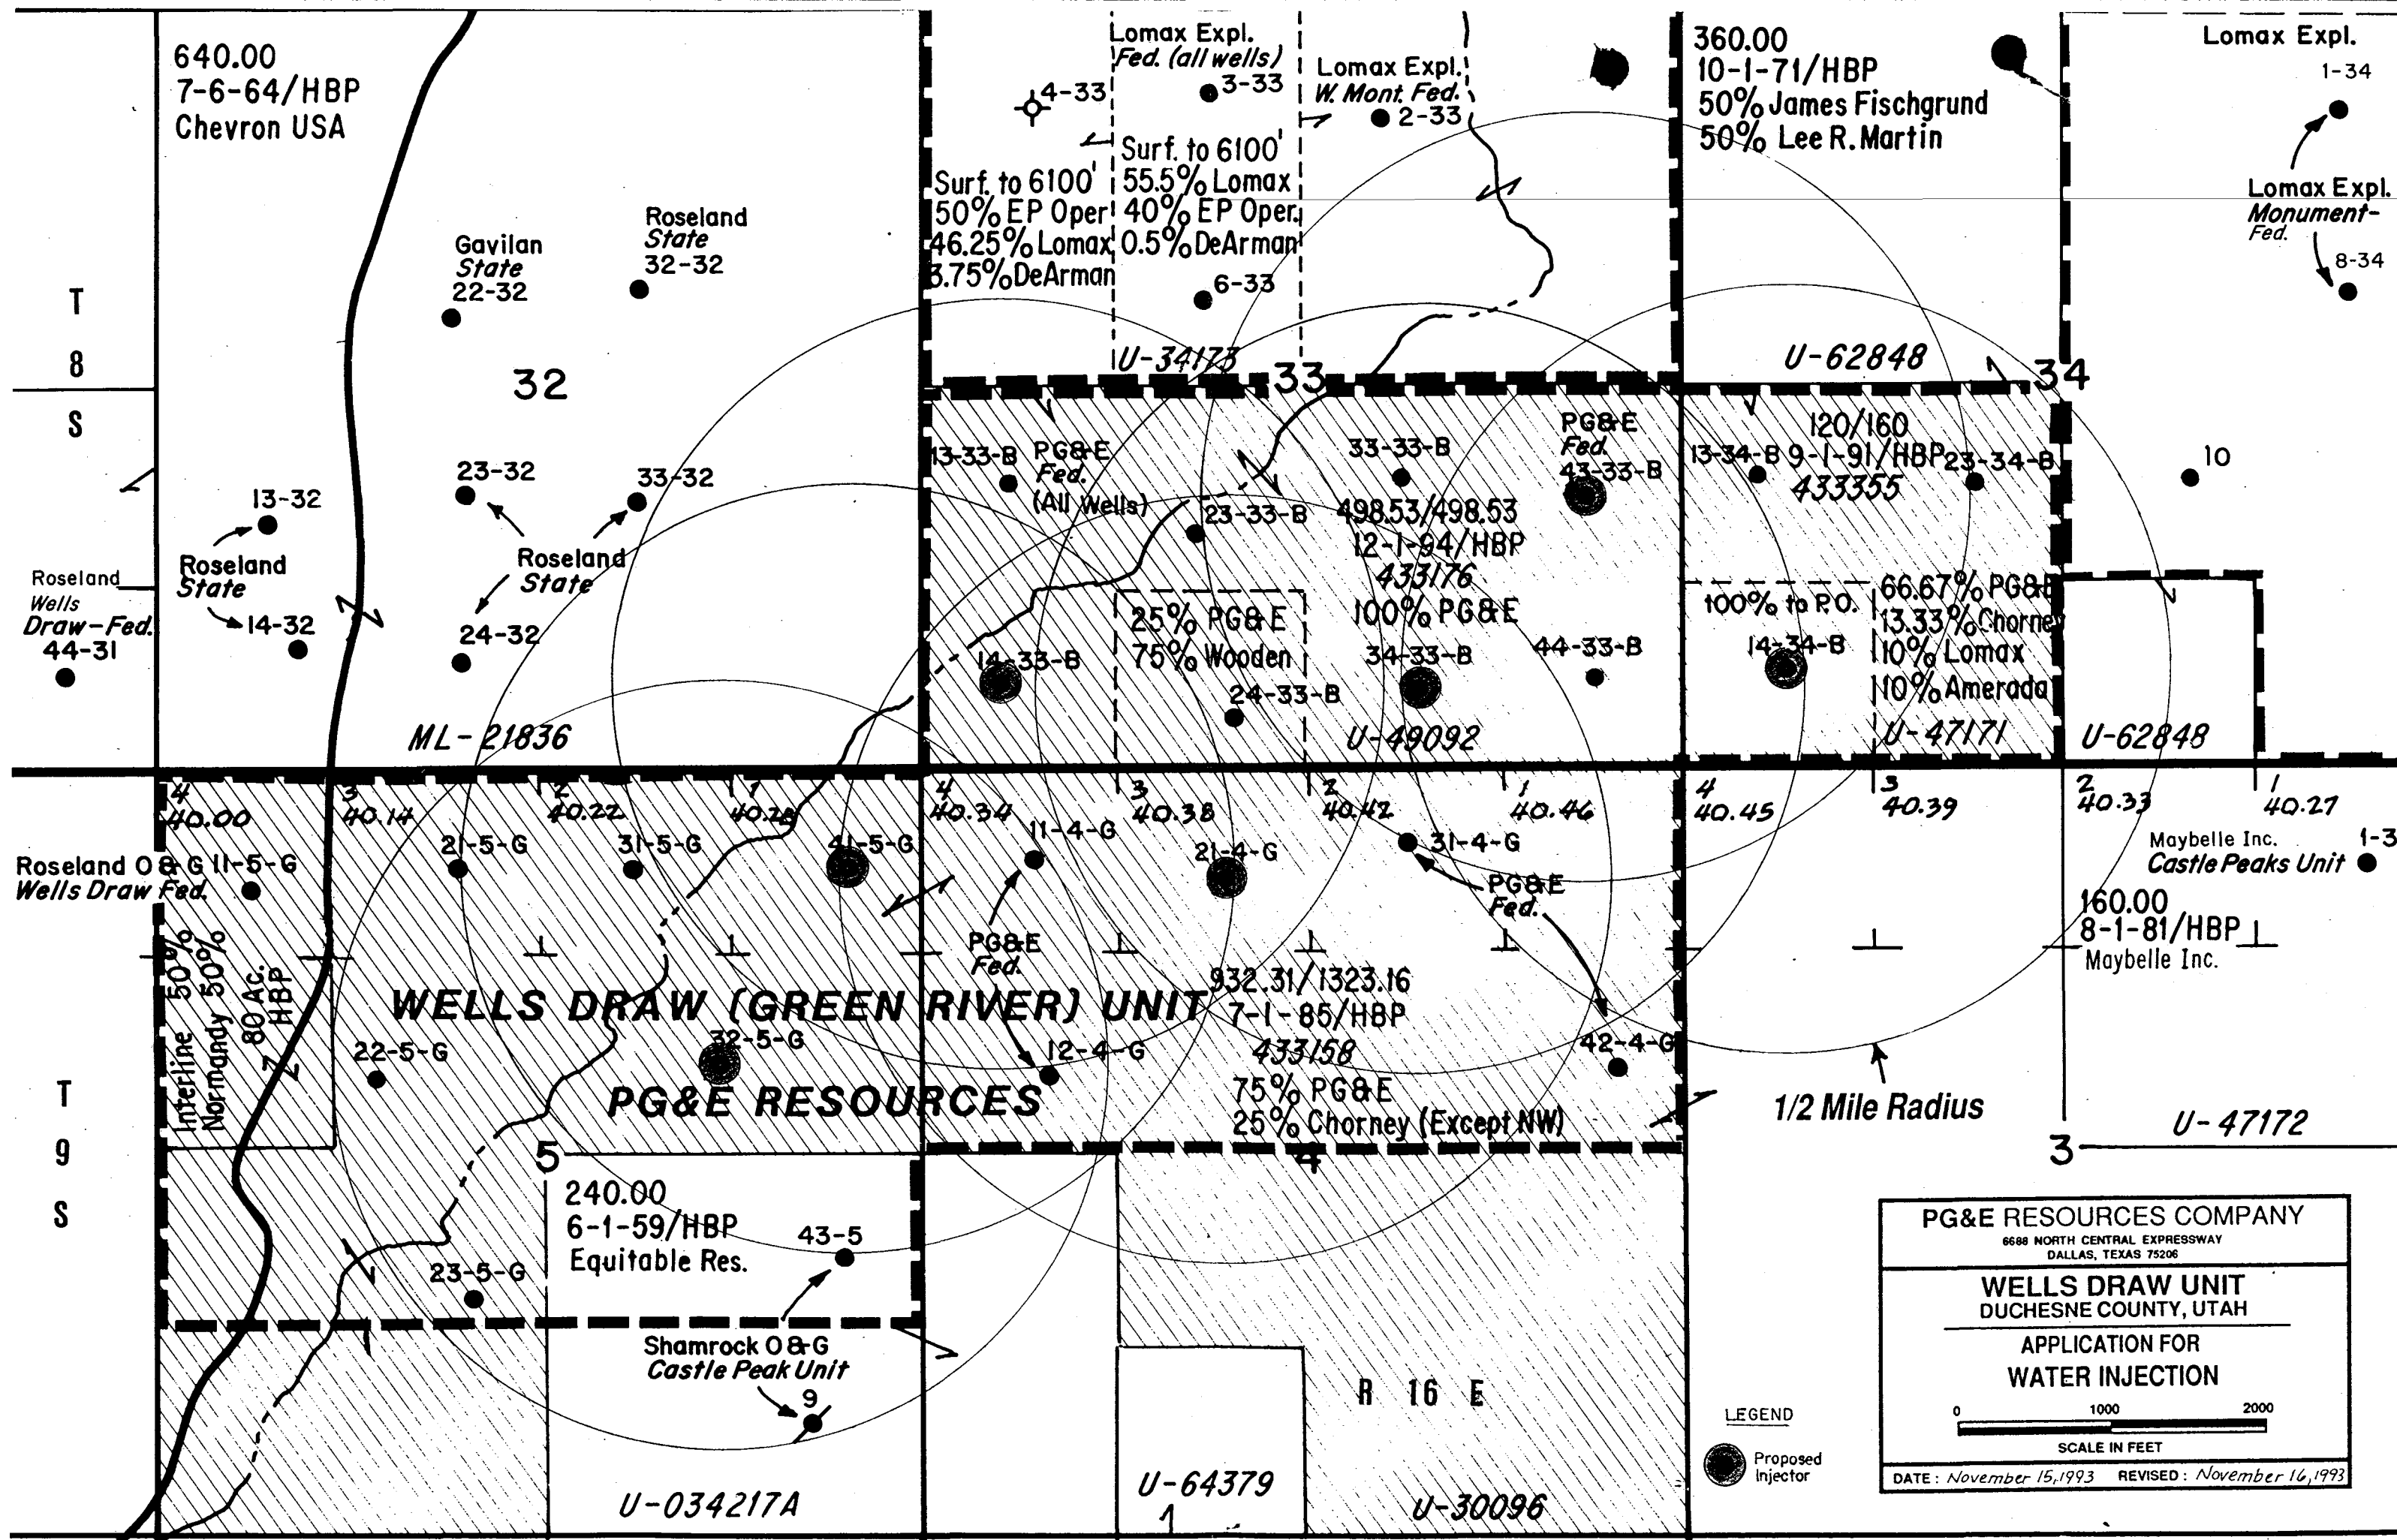 640.00
7-6-64/HBP
Chevron USA
Gavilan
State
22-32
Roseland
State
32-32
32
23-32
33-32
13-32
Roseland
State
14-32
Roseland
State
24-32
Roseland
Wells
Draw-Fed.
44-31
ML-21836
T
8
S
Lomax Expl.
Fed. (all wells)
4-33
3-33
Lomax Expl.
W. Mont. Fed.
2-33
Surf. to 6100'
50% EP Oper
46.25% Lomax
3.75% DeArman
Surf. to 6100'
55.5% Lomax
40% EP Oper.
0.5% DeArman
6-33
U-34173
33
360.00
10-1-71/HBP
50% James Fischgrund
50% Lee R. Martin
U-62848
34
Lomax Expl.
1-34
Lomax Expl.
Monument-
Fed.
8-34
13-33-B
PG&E
Fed.
(All Wells)
23-33-B
33-33-B
PG&E
Fed.
43-33-B
498.53/498.53
12-1-94/HBP
433176
100% PG&E
25% PG&E
75% Wooden
14-33-B
24-33-B
34-33-B
44-33-B
U-49092
120/160
13-34-B
9-1-91/HBP
23-34-B
433355
100% to P.O.
66.67% PG&E
13.33% Chorney
10% Lomax
10% Amerada
14-34-B
U-47171
10
U-62848
4
40.00
3
40.14
2
40.22
1
40.28
4
40.34
3
40.38
2
40.42
1
40.46
4
40.45
3
40.39
2
40.33
1
40.27
Roseland O & G
Wells Draw Fed.
11-5-G
21-5-G
31-5-G
41-5-G
11-4-G
21-4-G
31-4-G
PG&E
Fed.
PG&E
Fed.
Maybelle Inc.
Castle Peaks Unit
1-3
160.00
8-1-81/HBP
Maybelle Inc.
Interline 50%
Normandy 50%
80 Ac.
HBP
WELLS DRAW (GREEN RIVER) UNIT
PG&E RESOURCES
22-5-G
32-5-G
12-4-G
42-4-G
932.31/1323.16
7-1-85/HBP
433158
75% PG&E
25% Chorney (Except NW)
1/2 Mile Radius
U-47172
T
9
S
5
4
3
240.00
6-1-59/HBP
Equitable Res.
43-5
23-5-G
Shamrock O & G
Castle Peak Unit
9
U-034217A
U-64379
R 16 E
U-30096
LEGEND
Proposed
Injector
PG&E RESOURCES COMPANY
6688 NORTH CENTRAL EXPRESSWAY
DALLAS, TEXAS 75206
WELLS DRAW UNIT
DUCHESNE COUNTY, UTAH
APPLICATION FOR
WATER INJECTION
0 1000 2000
SCALE IN FEET
DATE: November 15, 1993 REVISED: November 16, 1993